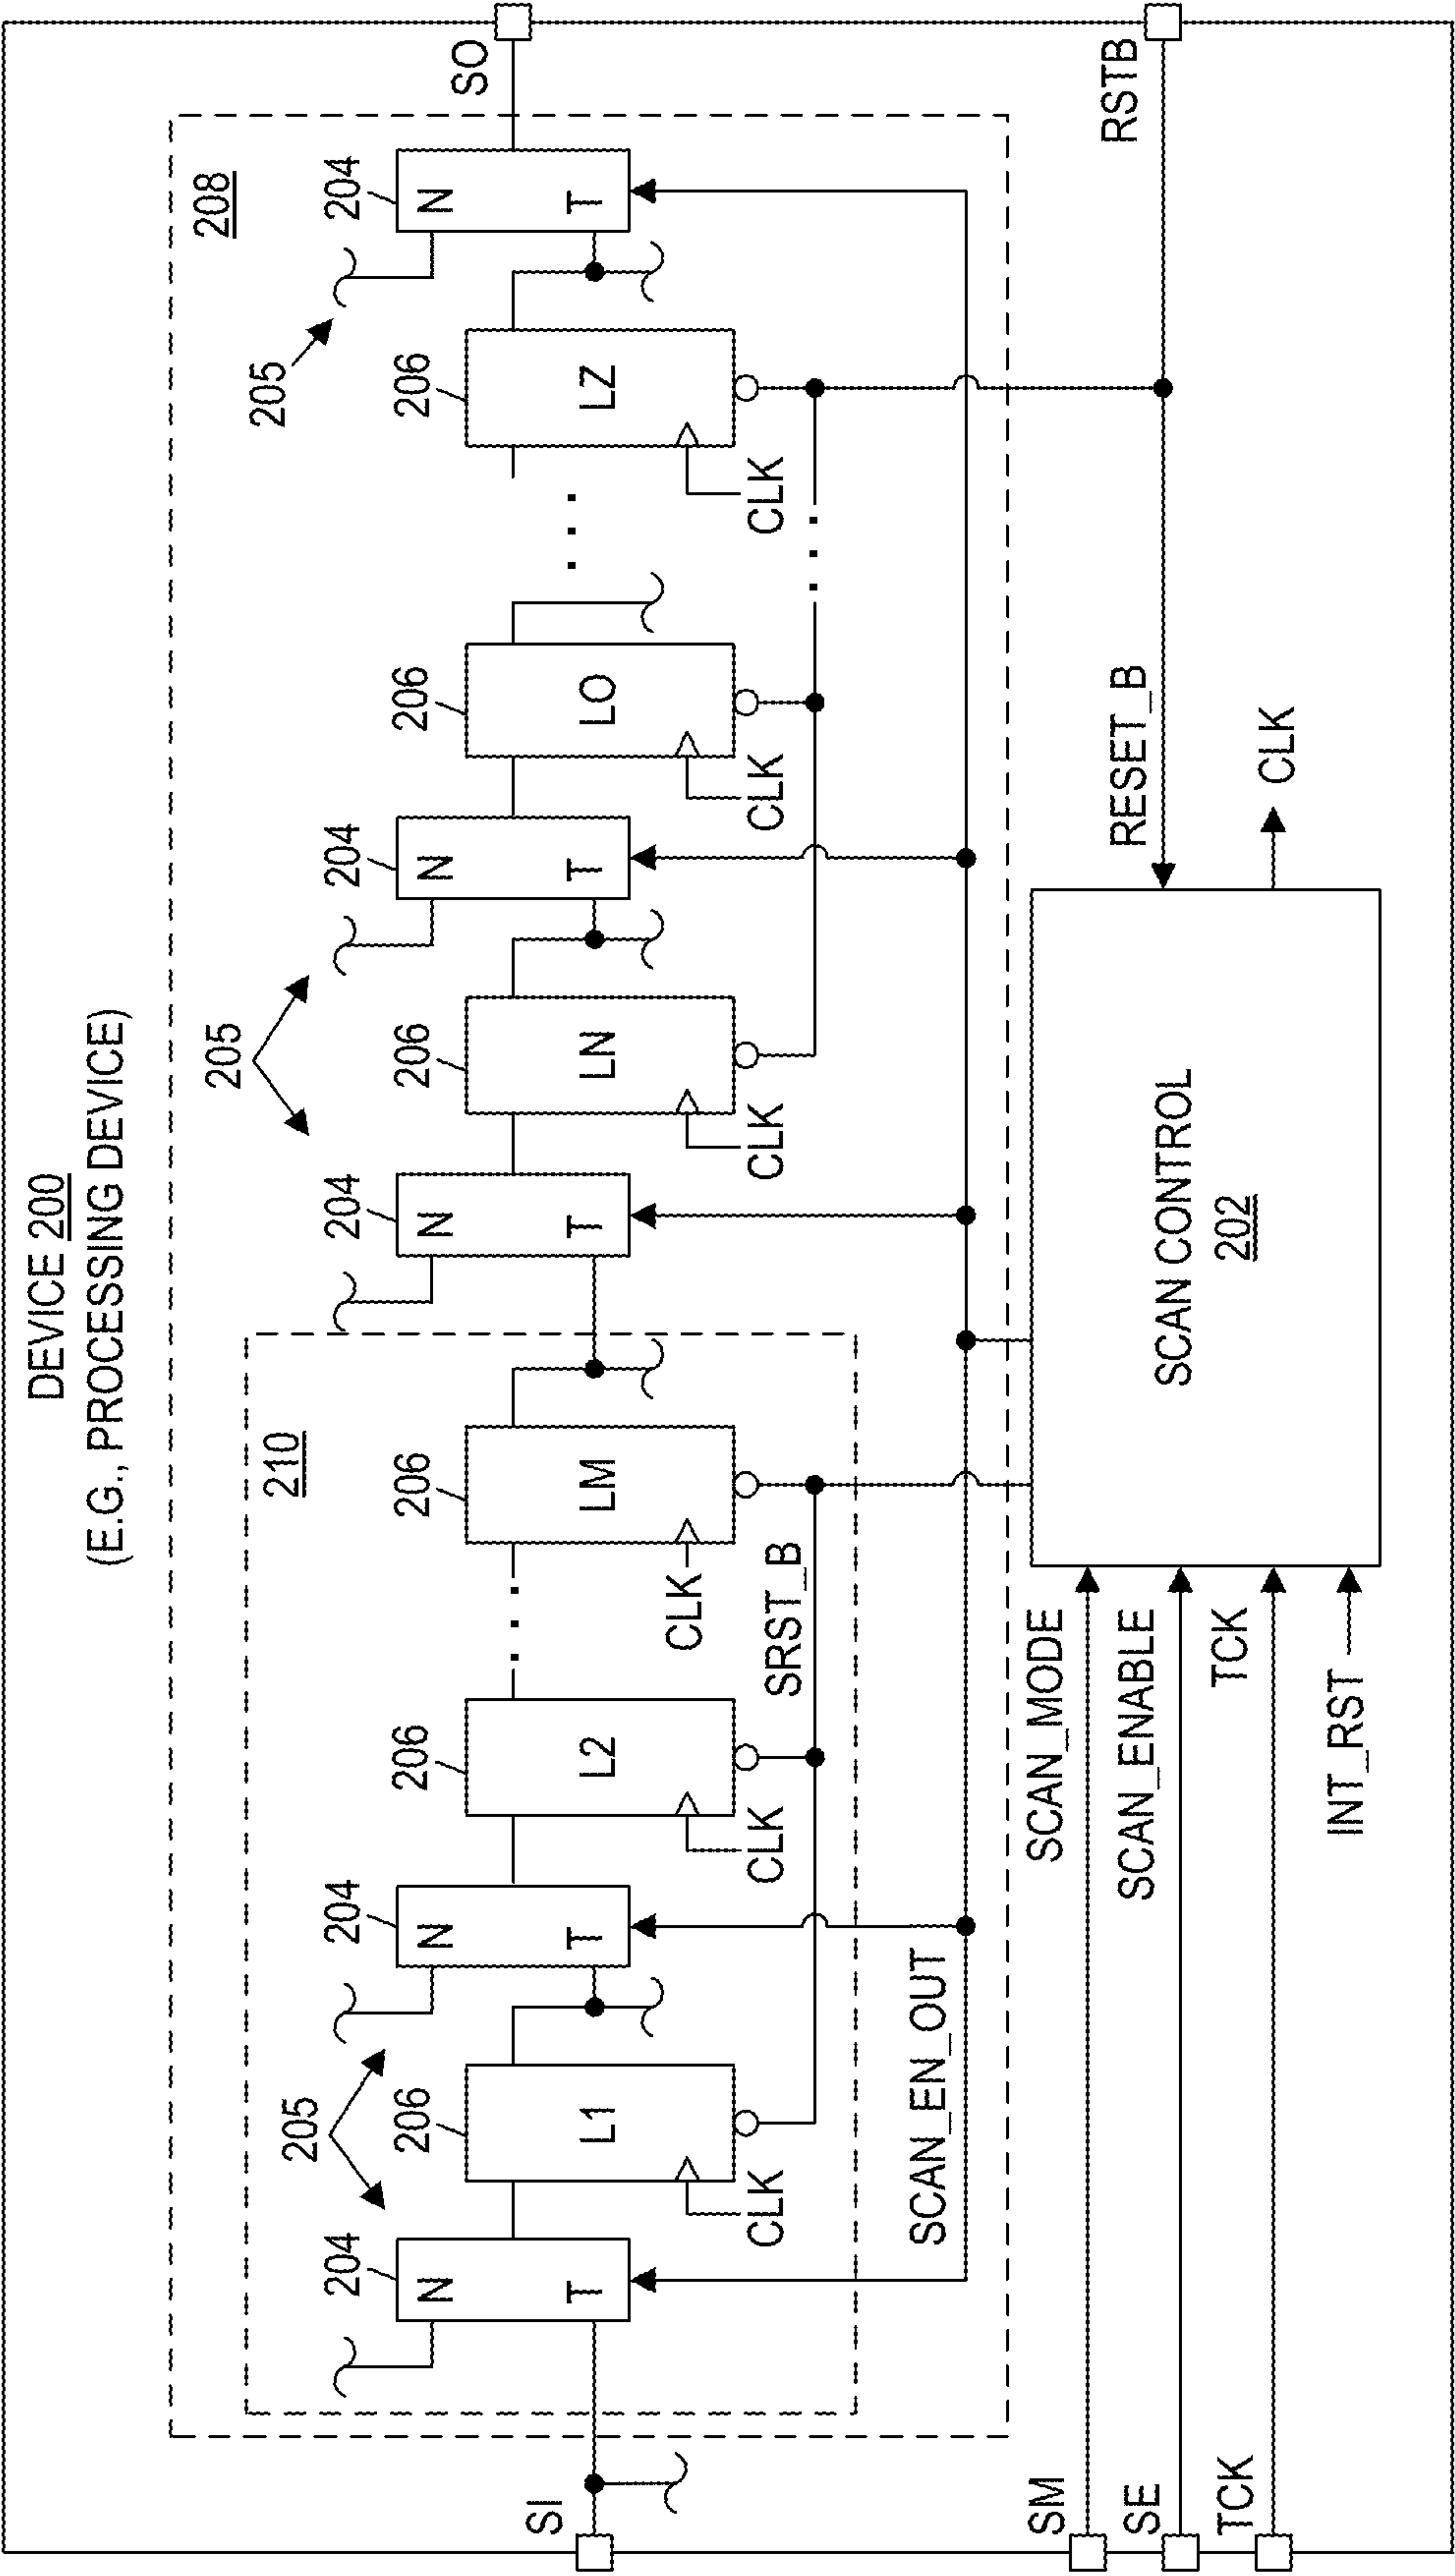 DEVICE 200
(E.G., PROCESSING DEVICE)
208
210
205
205
205
204
204
204
204
204
N
N
N
N
N
T
T
T
T
T
206
206
206
206
206
206
L1
L2
LM
LN
LO
LZ
CLK
CLK
CLK
CLK
CLK
CLK
SRST_B
SCAN_EN_OUT
SI
SO
SM
SE
TCK
SCAN_MODE
SCAN_ENABLE
TCK
INT_RST
SCAN CONTROL
202
RESET_B
CLK
RSTB